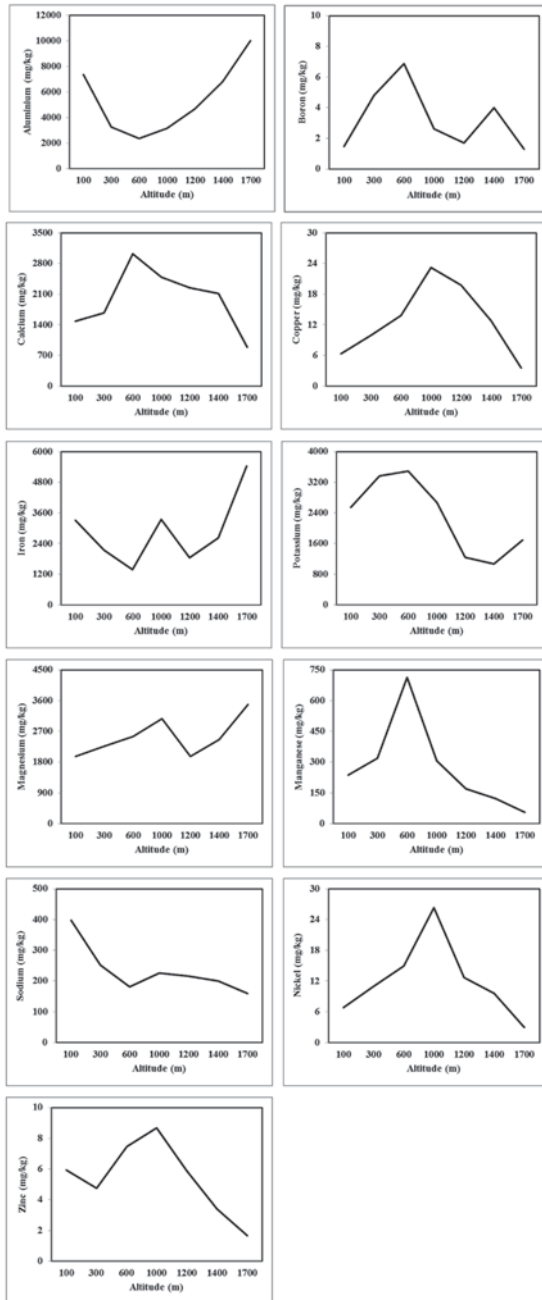 12000
10000
8000
6000
4000
2000
0
Aluminium (mg/kg)
100 300 600 1000 1200 1400 1700
Altitude (m)
10
8
6
4
2
0
Boron (mg/kg)
100 300 600 1000 1200 1400 1700
Altitude (m)
3500
2800
2100
1400
700
0
Calcium (mg/kg)
100 300 600 1000 1200 1400 1700
Altitude (m)
30
24
18
12
6
0
Copper (mg/kg)
100 300 600 1000 1200 1400 1700
Altitude (m)
6000
4800
3600
2400
1200
0
Iron (mg/kg)
100 300 600 1000 1200 1400 1700
Altitude (m)
4000
3200
2400
1600
800
0
Potassium (mg/kg)
100 300 600 1000 1200 1400 1700
Altitude (m)
4500
3600
2700
1800
900
0
Magnesium (mg/kg)
100 300 600 1000 1200 1400 1700
Altitude (m)
750
600
450
300
150
0
Manganese (mg/kg)
100 300 600 1000 1200 1400 1700
Altitude (m)
500
400
300
200
100
0
Sodium (mg/kg)
100 300 600 1000 1200 1400 1700
Altitude (m)
30
24
18
12
6
0
Nickel (mg/kg)
100 300 600 1000 1200 1400 1700
Altitude (m)
10
8
6
4
2
0
Zinc (mg/kg)
100 300 600 1000 1200 1400 1700
Altitude (m)